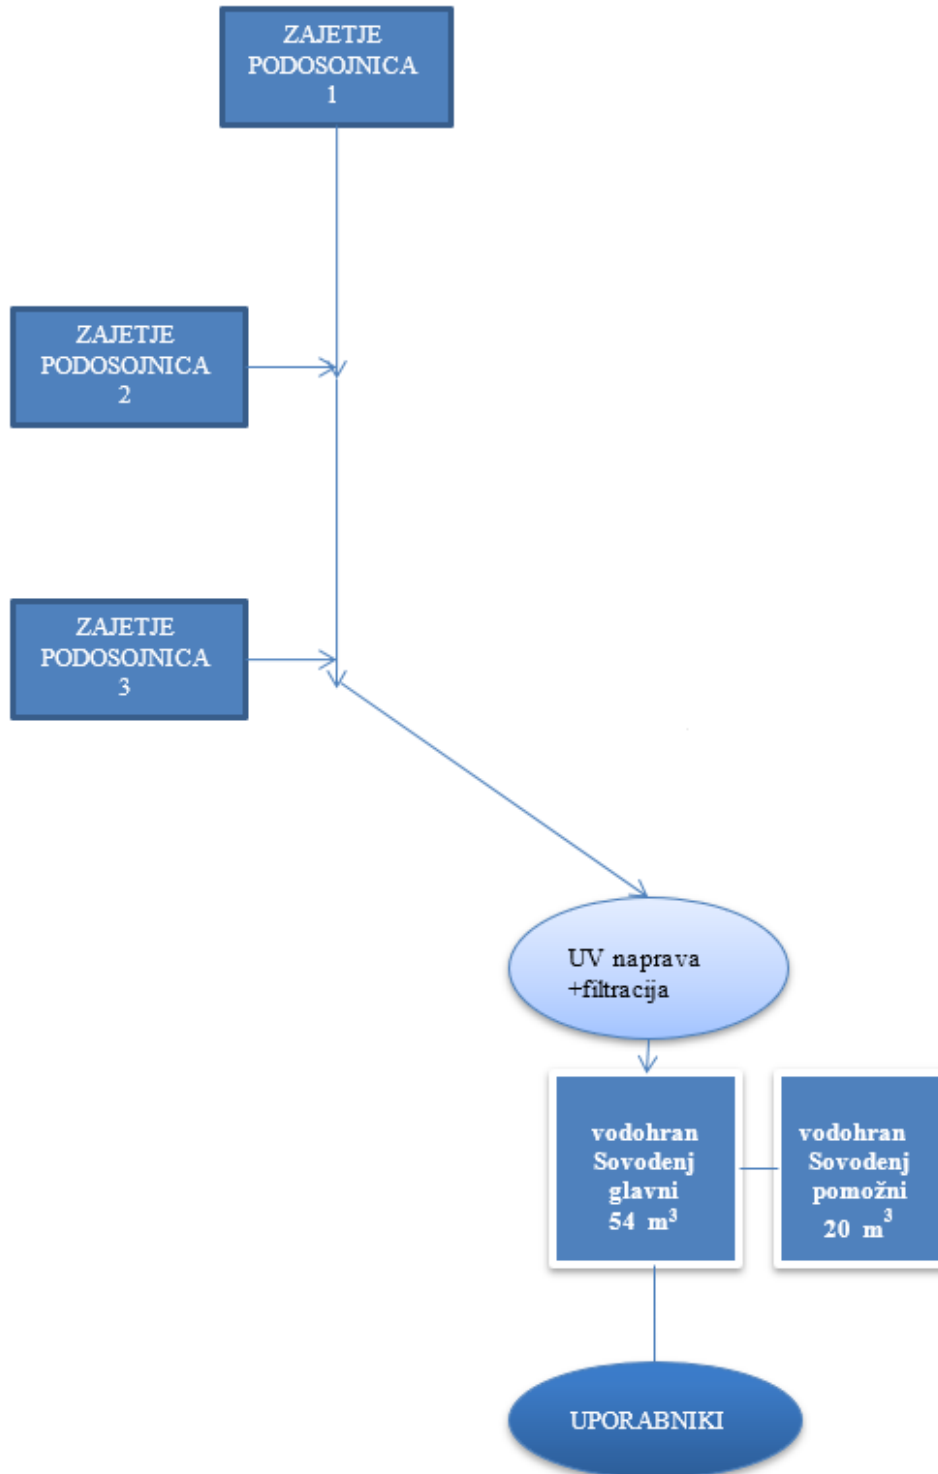 ZAJETJE
PODOSOJNICA
1
ZAJETJE
PODOSOJNICA
2
ZAJETJE
PODOSOJNICA
3
UV naprava
+filtracija
vodohran
Sovodenj
glavni
54 m³
vodohran
Sovodenj
pomožni
20 m³
UPORABNIKI